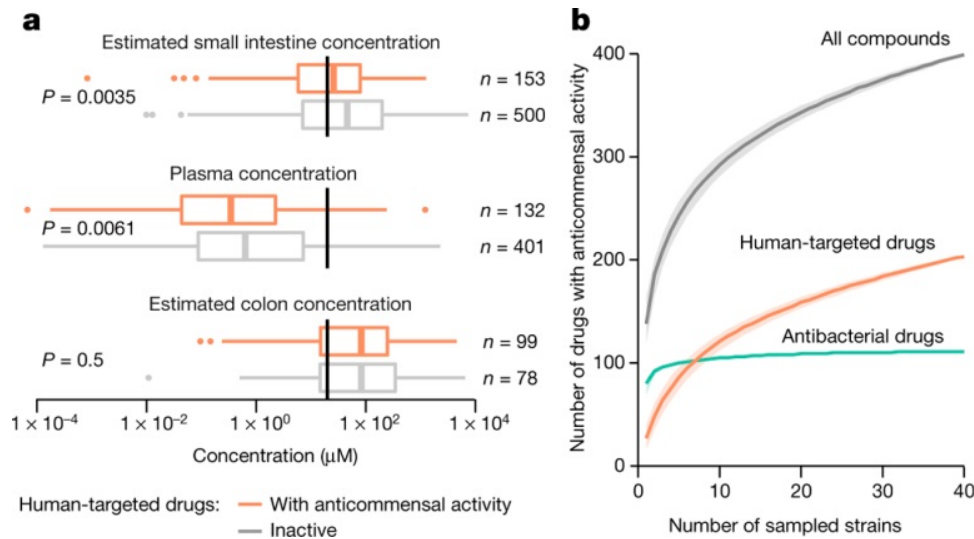 a
Estimated small intestine concentration
P = 0.0035
n = 153
n = 500
Plasma concentration
P = 0.0061
n = 132
n = 401
Estimated colon concentration
P = 0.5
n = 99
n = 78
1 × 10⁻⁴ 1 × 10⁻² 1 × 10⁰ 1 × 10² 1 × 10⁴
Concentration (μM)
Human-targeted drugs: With anticommensal activity
Inactive
b
Number of drugs with anticommensal activity
400
300
200
100
0
All compounds
Human-targeted drugs
Antibacterial drugs
0 10 20 30 40
Number of sampled strains